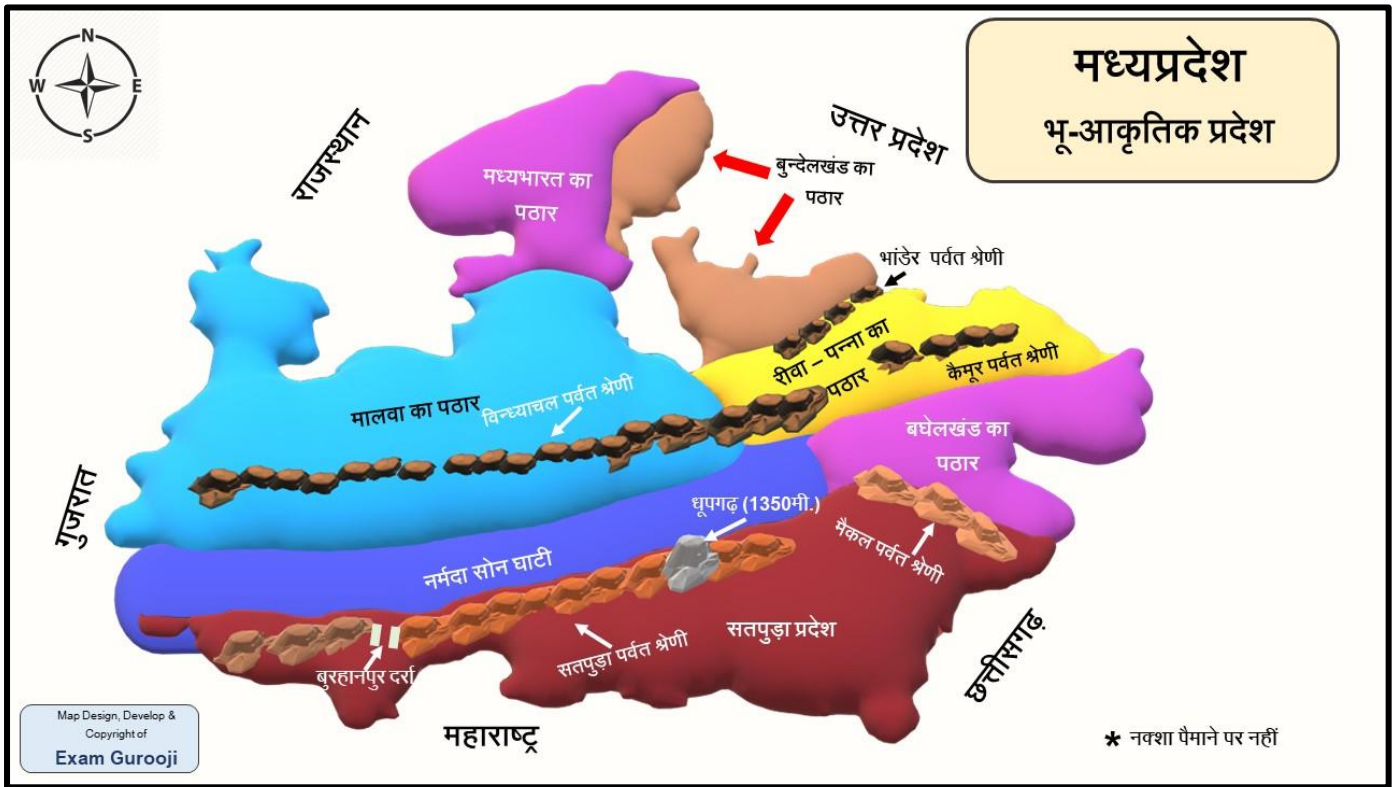 N
W
E
S
मध्यप्रदेश
भू-आकृतिक प्रदेश
राजस्थान
उत्तर प्रदेश
मध्यभारत का
पठार
बुन्देलखंड का
पठार
भांडेर पर्वत श्रेणी
रीवा – पन्ना का
पठार
कैमूर पर्वत श्रेणी
मालवा का पठार
विन्ध्याचल पर्वत श्रेणी
बघेलखंड का
पठार
गुजरात
धूपगढ़ (1350मी.)
मैकल पर्वत श्रेणी
नर्मदा सोन घाटी
सतपुड़ा प्रदेश
सतपुड़ा पर्वत श्रेणी
बुरहानपुर दर्रा
छत्तीसगढ़
महाराष्ट्र
* नक्शा पैमाने पर नहीं
Map Design, Develop &
Copyright of
Exam Gurooji